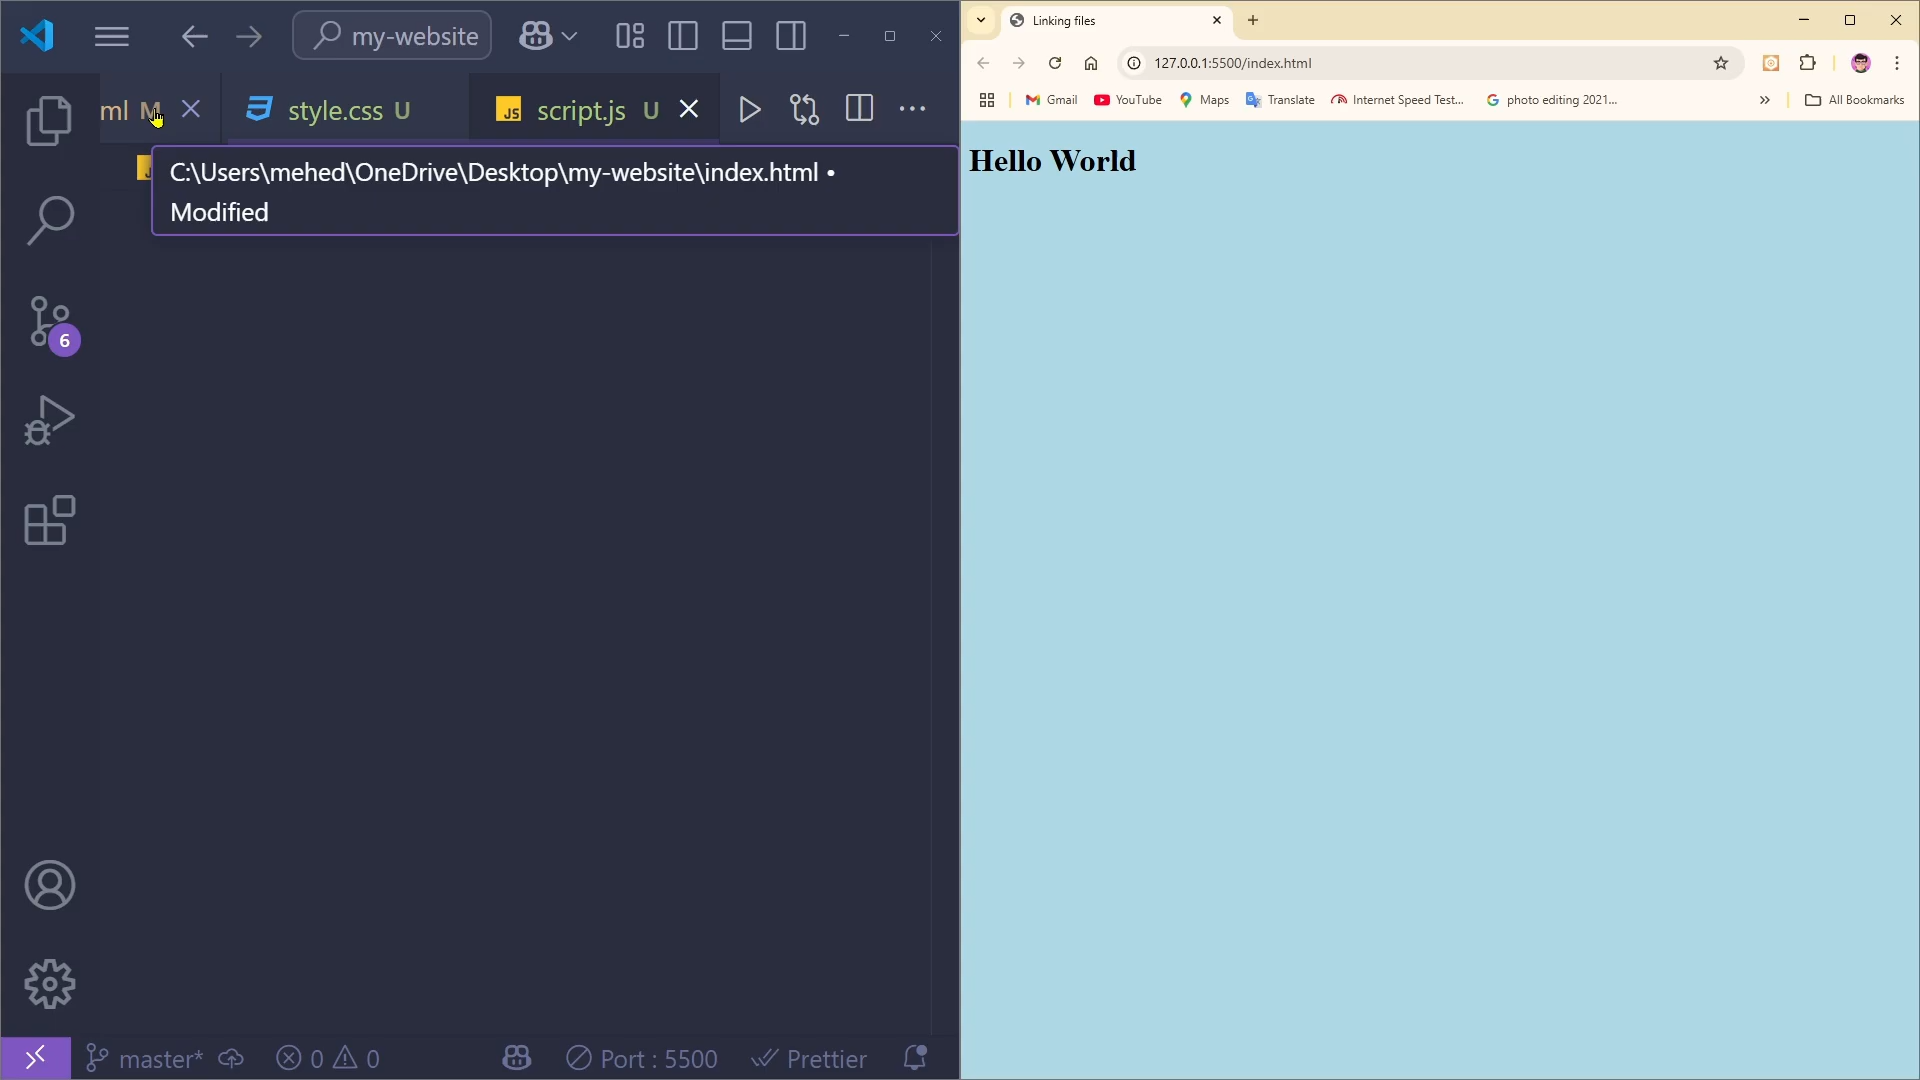 my-website
ml M
style.css U
JS script.js U
C:\Users\mehed\OneDrive\Desktop\my-website\index.html •
Modified
6
master*
0 0
Port : 5500
Prettier
Linking files
127.0.0.1:5500/index.html
Gmail YouTube Maps Translate Internet Speed Test... photo editing 2021... » All Bookmarks
Hello World